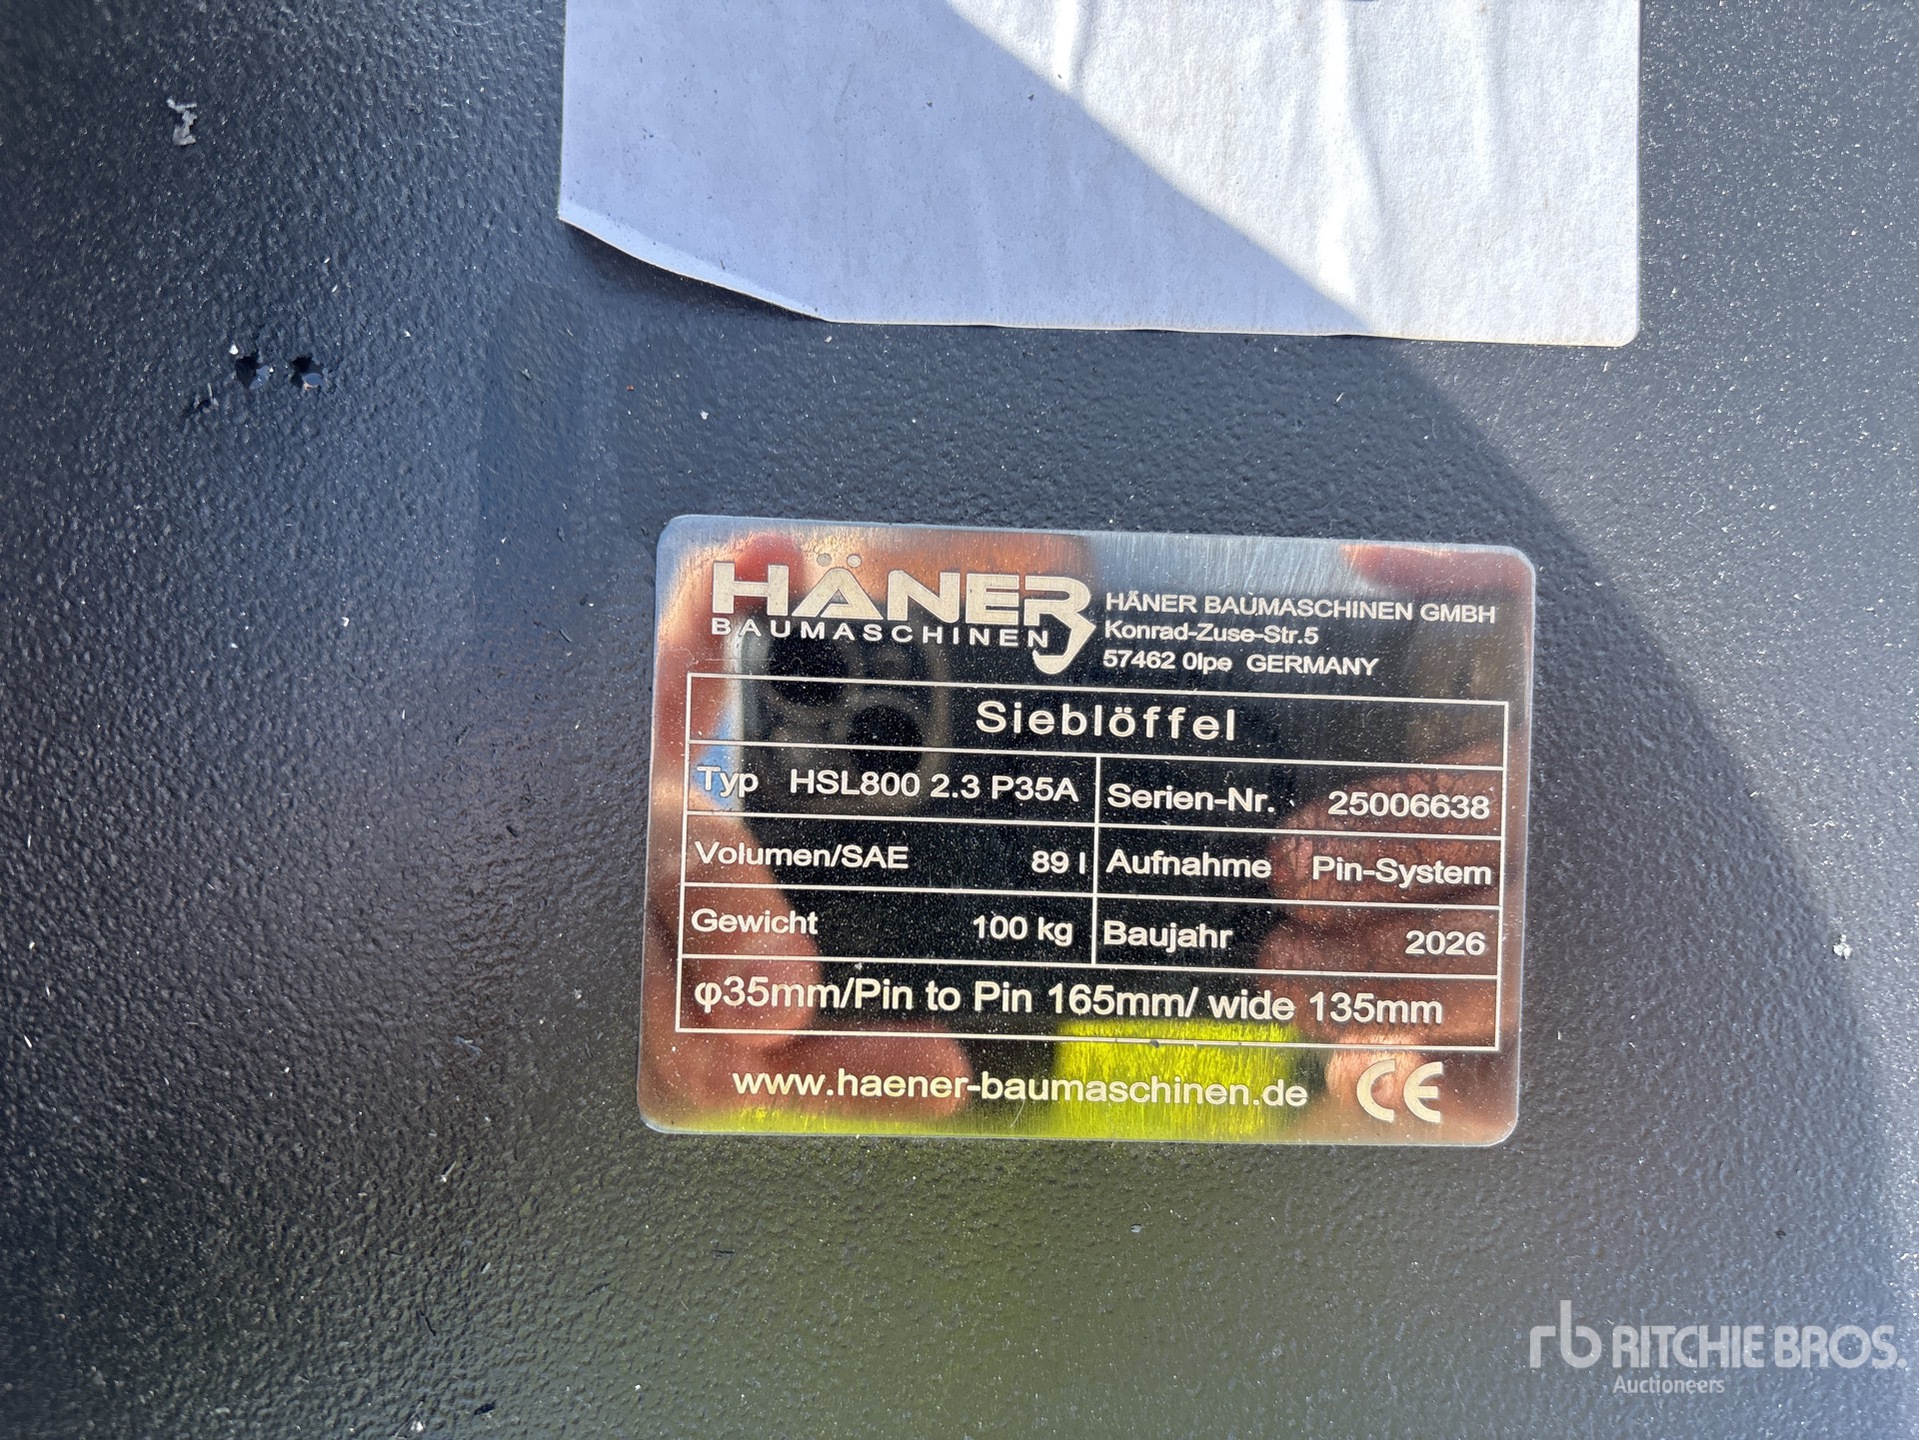 HÄNER
BAUMASCHINEN
HÄNER BAUMASCHINEN GMBH
Konrad-Zuse-Str.5
57462 Olpe GERMANY
Sieblöffel
Typ HSL800 2.3 P35A
Serien-Nr. 25006638
Volumen/SAE 89 l
Aufnahme Pin-System
Gewicht 100 kg
Baujahr 2026
φ35mm/Pin to Pin 165mm/ wide 135mm
www.haener-baumaschinen.de CE
rb RITCHIE BROS.
Auctioneers